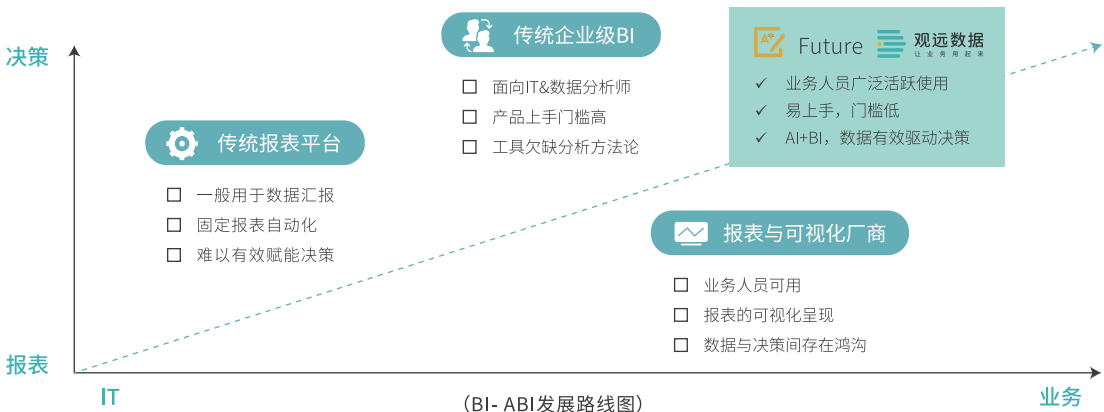 决策
传统企业级BI
面向IT&数据分析师
产品上手门槛高
工具欠缺分析方法论
Future
观远数据
让业务用起来
业务人员广泛活跃使用
易上手，门槛低
AI+BI，数据有效驱动决策
传统报表平台
一般用于数据汇报
固定报表自动化
难以有效赋能决策
报表与可视化厂商
业务人员可用
报表的可视化呈现
数据与决策间存在鸿沟
报表
IT
业务
（BI- ABI发展路线图）